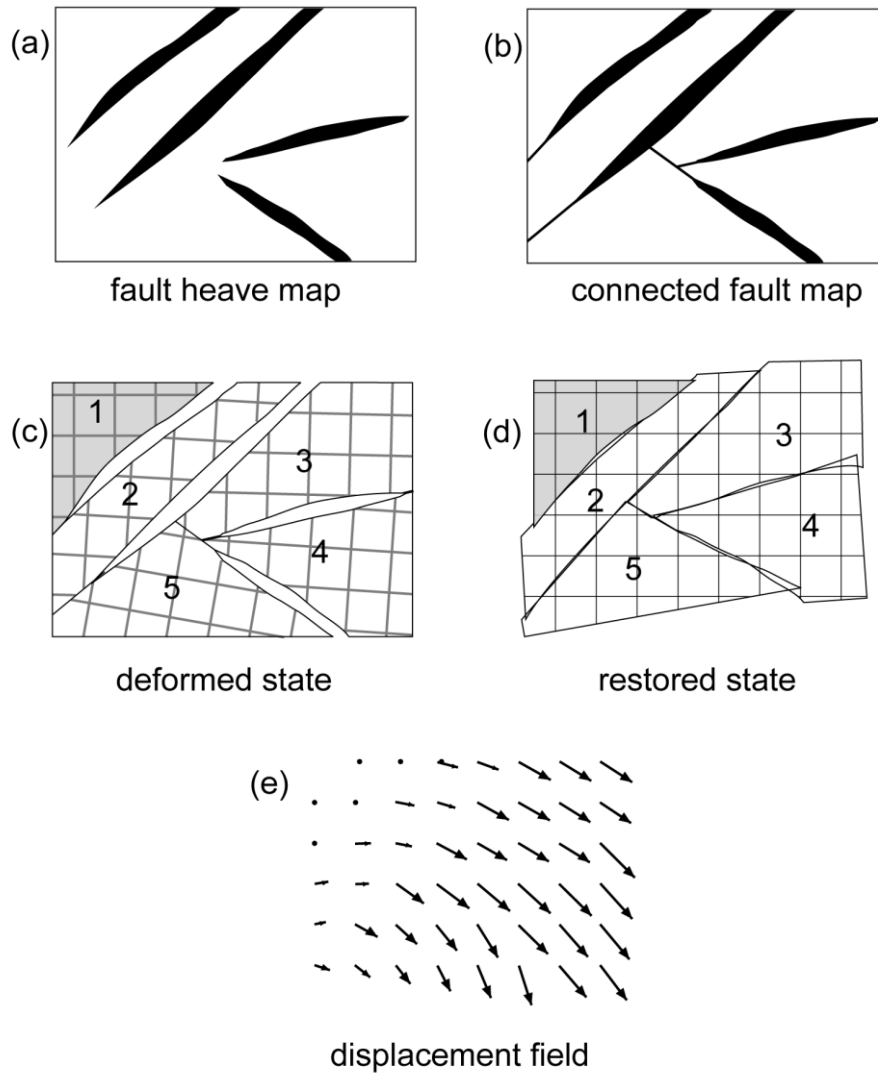 (a)
(b)
fault heave map
connected fault map
(c)
1
2
3
4
5
deformed state
(d)
1
2
3
4
5
restored state
(e)
displacement field